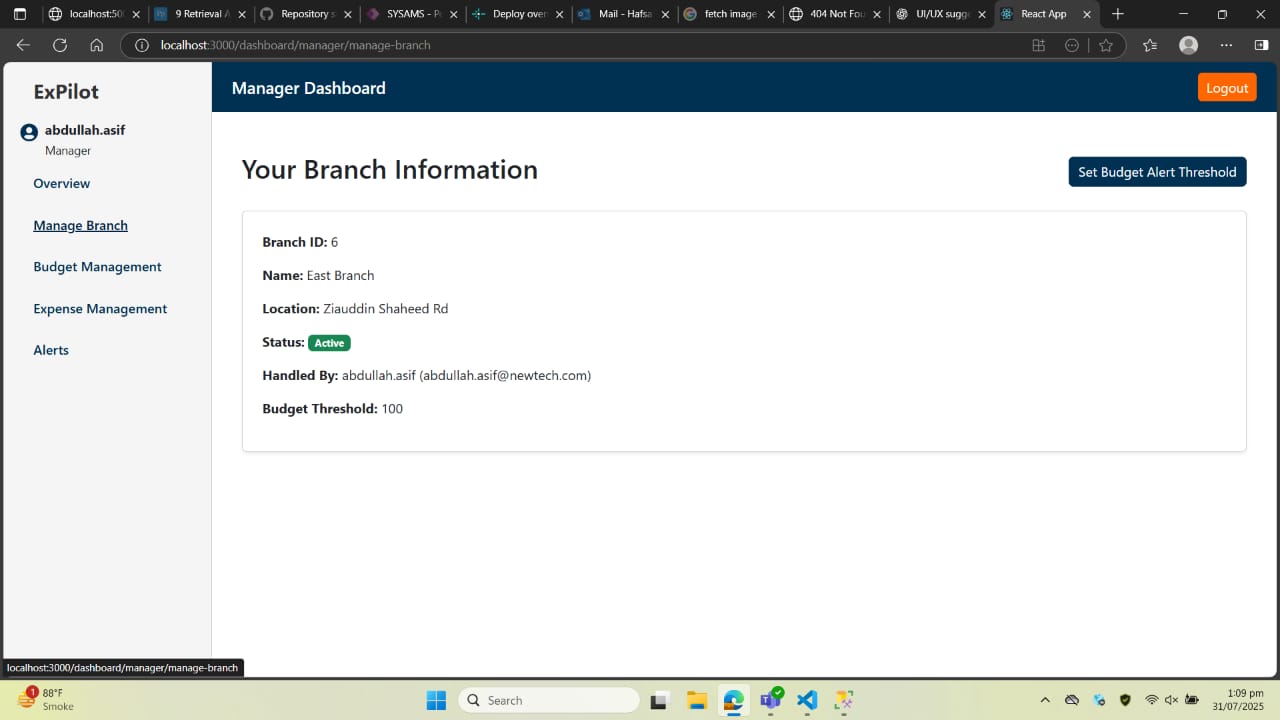 localhost:50
9 Retrieval A
Repository s
SYSAMS - P
Deploy over
Mail - Hafsa
fetch image
404 Not Fou
UI/UX sugg
React App
localhost:3000/dashboard/manager/manage-branch
ExPilot
Manager Dashboard
Logout
abdullah.asif
Manager
Overview
Manage Branch
Budget Management
Expense Management
Alerts
Your Branch Information
Set Budget Alert Threshold
Branch ID: 6
Name: East Branch
Location: Ziauddin Shaheed Rd
Status: Active
Handled By: abdullah.asif (abdullah.asif@newtech.com)
Budget Threshold: 100
localhost:3000/dashboard/manager/manage-branch
1
88°F
Smoke
Search
1:09 pm
31/07/2025